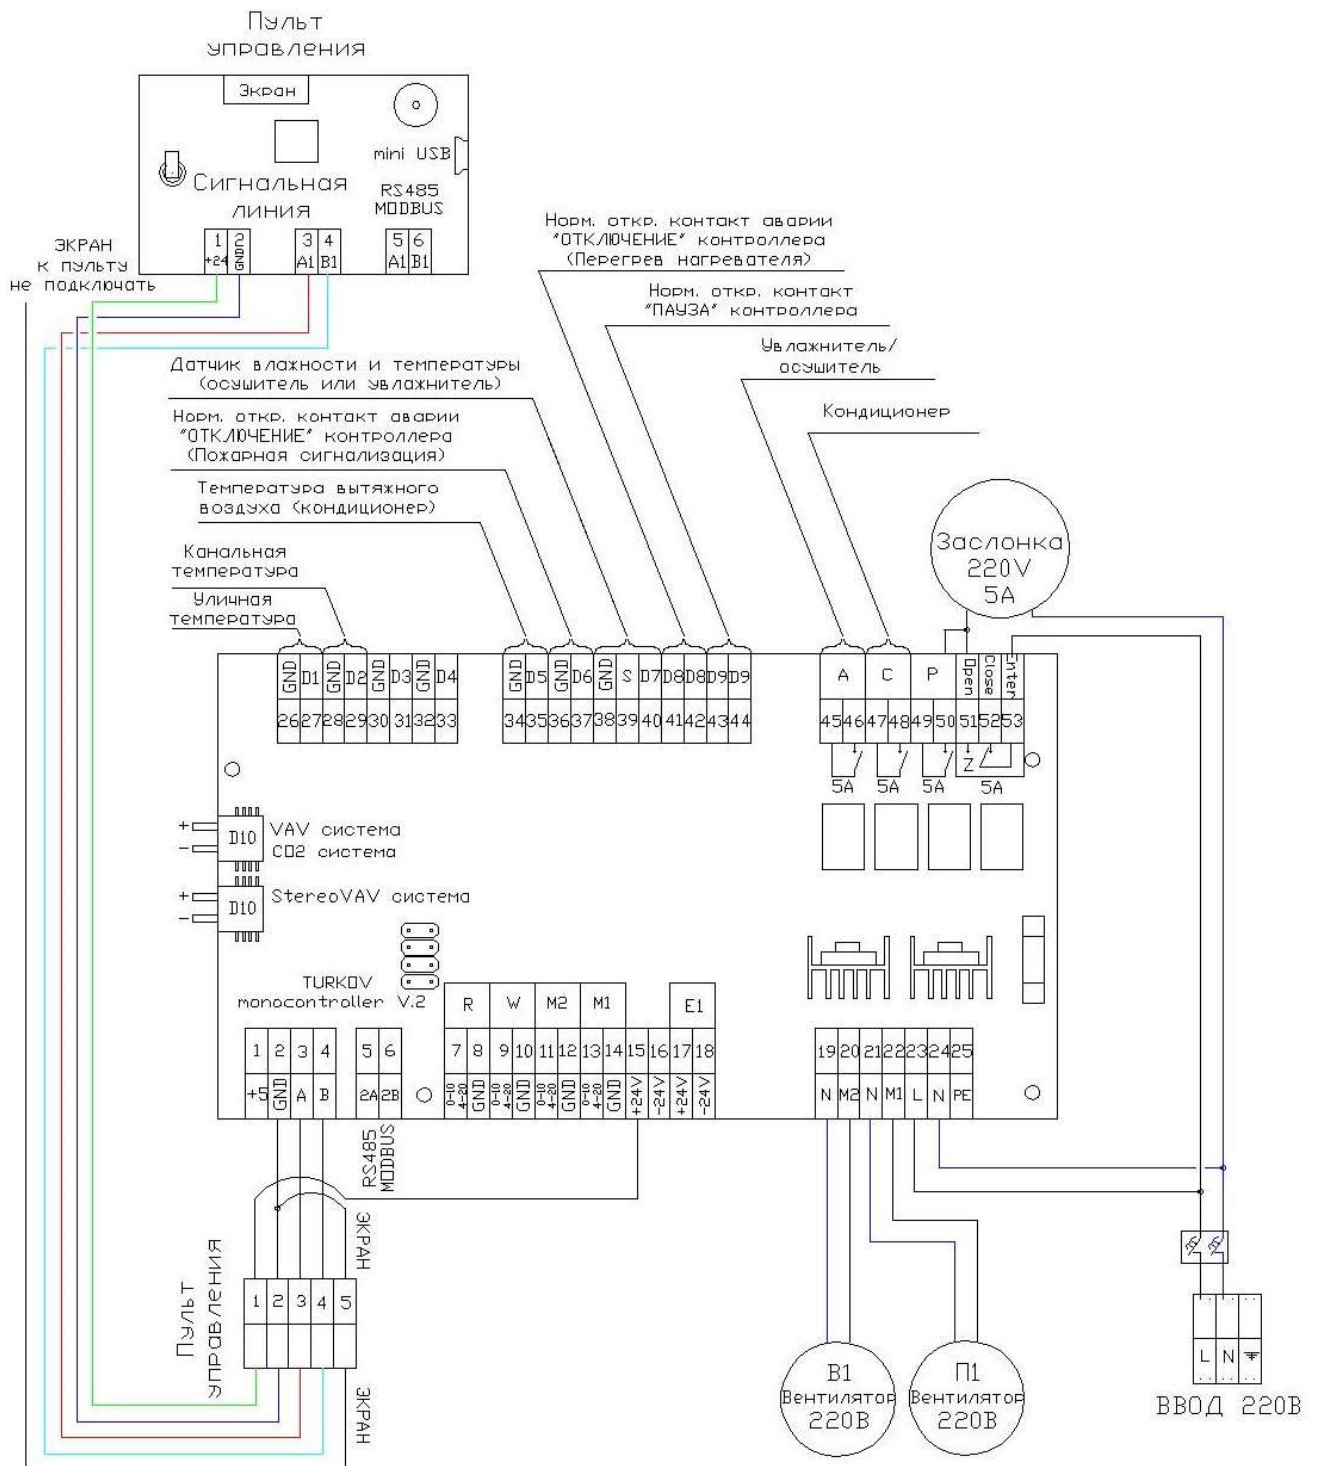 Пульт
управления
Экран
mini USB
Сигнальная
линия
RS485
MODBUS
1 2 3 4 5 6
+24 GND A1 B1 A1 B1
ЭКРАН
к пульту
не подключать
Норм. откр. контакт аварии
"ОТКЛЮЧЕНИЕ" контроллера
(Перегрев нагревателя)
Норм. откр. контакт
"ПАУЗА" контроллера
Увлажнитель/
осушитель
Кондиционер
Датчик влажности и температуры
(осушитель или увлажнитель)
Норм. откр. контакт аварии
"ОТКЛЮЧЕНИЕ" контроллера
(Пожарная сигнализация)
Температура вытяжного
воздуха (кондиционер)
Канальная
температура
Уличная
температура
Заслонка
220V
5A
GND D1 GND D2 GND D3 GND D4
26 27 28 29 30 31 32 33
GND D5 GND D6 GND S D7 D8 D8 D9 D9
34 35 36 37 38 39 40 41 42 43 44
A C P Open Close Inter
45 46 47 48 49 50 51 52 53
Z
5A 5A 5A 5A
+
-
D10
VAV система
CO2 система
+
-
D10
StereoVAV система
TURKOV
monocontroller V.2
R W M2 M1 E1
1 2 3 4
+5 GND A B
5 6
2A 2B
RS485
MODBUS
7 8 9 10 11 12 13 14 15 16 17 18
0-10
4-20
GND
0-10
4-20
GND
0-10
4-20
GND
0-10
4-20
GND
+24V -24V +24V -24V
19 20 21 22 23 24 25
N M2 N M1 L N PE
ЭКРАН
Пульт
управления
1 2 3 4 5
ЭКРАН
В1
Вентилятор
220В
П1
Вентилятор
220В
L N
ВВОД 220В